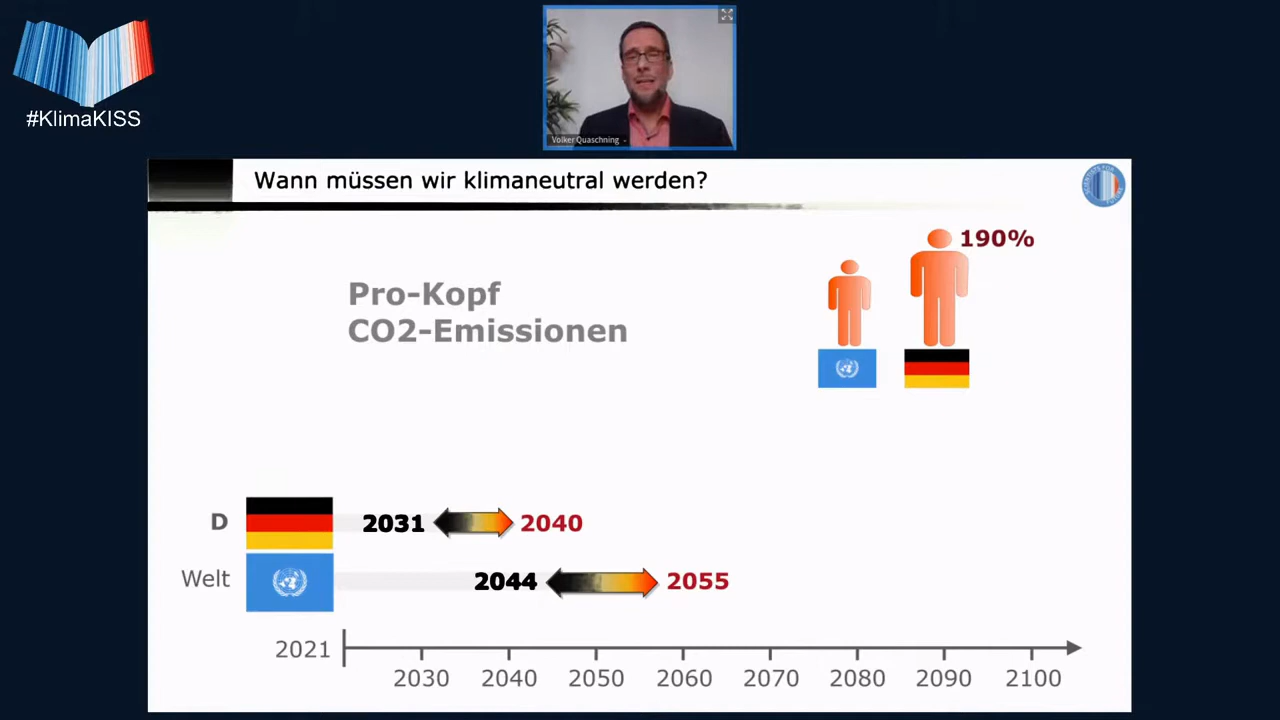 #KlimaKISS
Volker Quaschning
Wann müssen wir klimaneutral werden?
190%
Pro-Kopf
CO2-Emissionen
D
2031
2040
Welt
2044
2055
2021
2030 2040 2050 2060 2070 2080 2090 2100